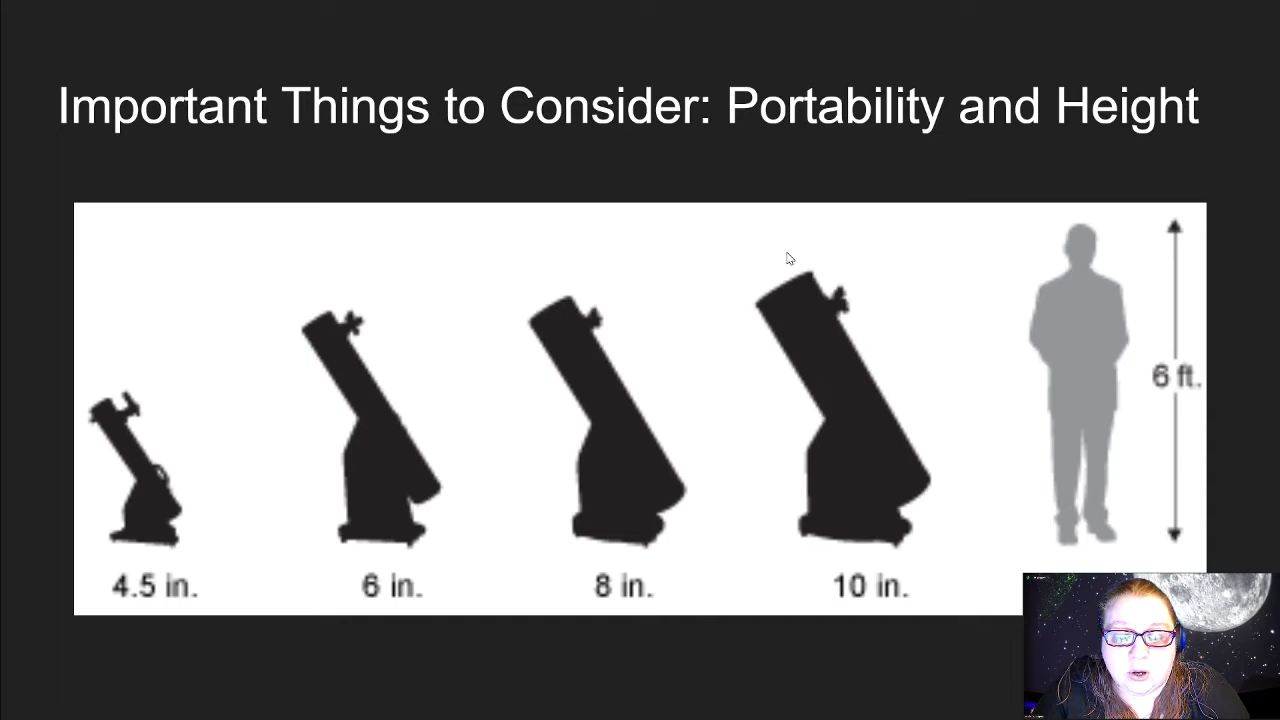 Important Things to Consider: Portability and Height
6 ft.
4.5 in.
6 in.
8 in.
10 in.